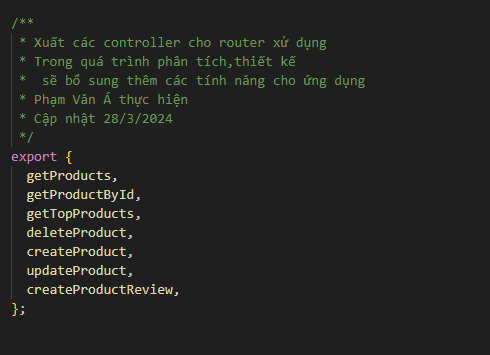 /**
* Xuất các controller cho router xử dụng
* Trong quá trình phân tích,thiết kế
*  sẽ bổ sung thêm các tính năng cho ứng dụng
* Phạm Văn Á thực hiện
* Cập nhật 28/3/2024
*/
export {
getProducts,
getProductById,
getTopProducts,
deleteProduct,
createProduct,
updateProduct,
createProductReview,
};